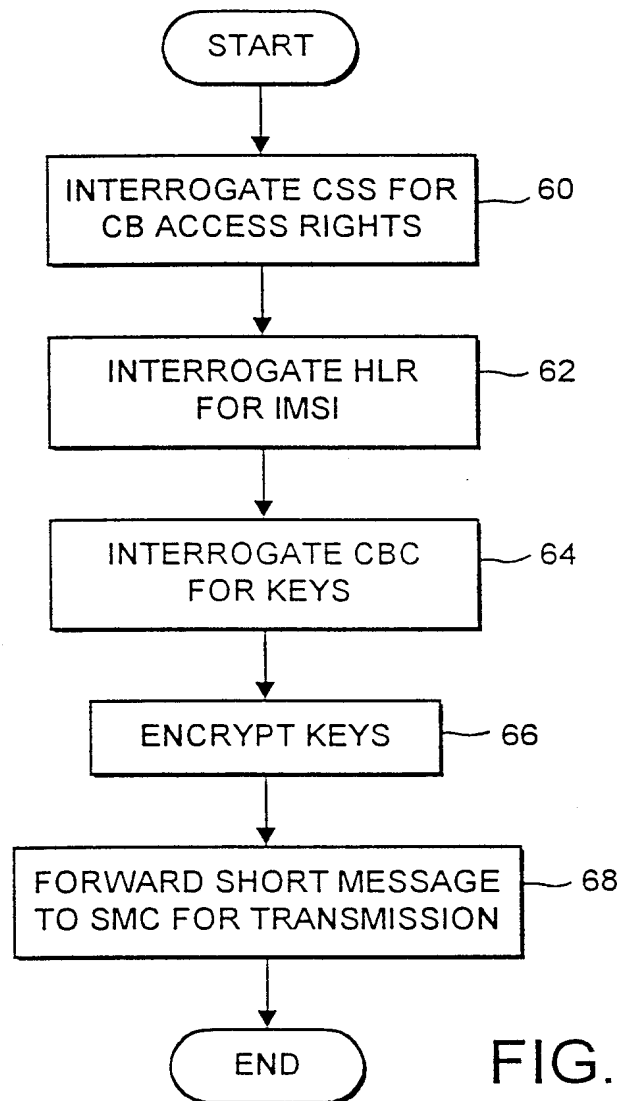 START
INTERROGATE CSS FOR
CB ACCESS RIGHTS
60
INTERROGATE HLR
FOR IMSI
62
INTERROGATE CBC
FOR KEYS
64
ENCRYPT KEYS
66
FORWARD SHORT MESSAGE
TO SMC FOR TRANSMISSION
68
END
FIG.